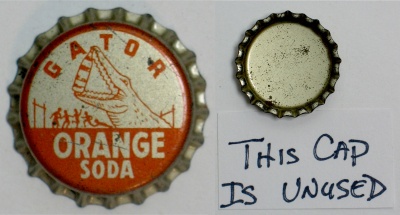 GATOR
ORANGE
SODA
THIS CAP
IS UNUSED